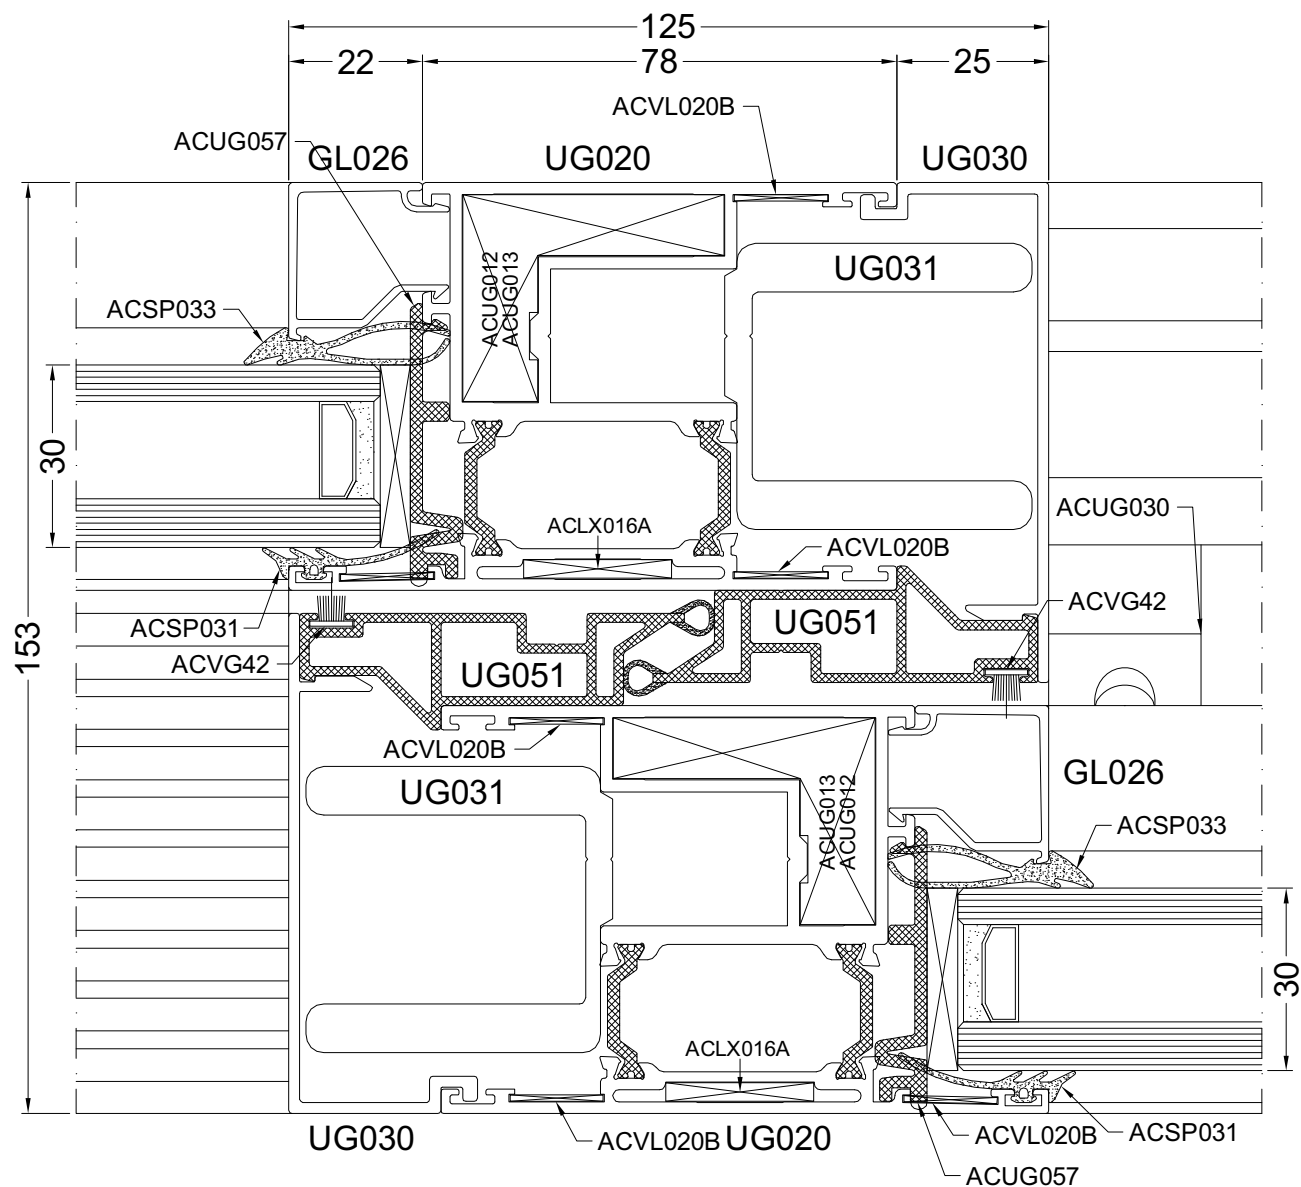 125
22
78
25
ACVL020B
ACUG057
GL026
UG020
UG030
ACUG012
ACUG013
UG031
ACSP033
30
ACUG030
ACLX016A
ACVL020B
ACVG42
ACSP031
UG051
153
ACVG42
UG051
ACVL020B
UG031
ACUG013
ACUG012
GL026
ACSP033
30
ACLX016A
UG030
ACVL020B
UG020
ACVL020B
ACSP031
ACUG057